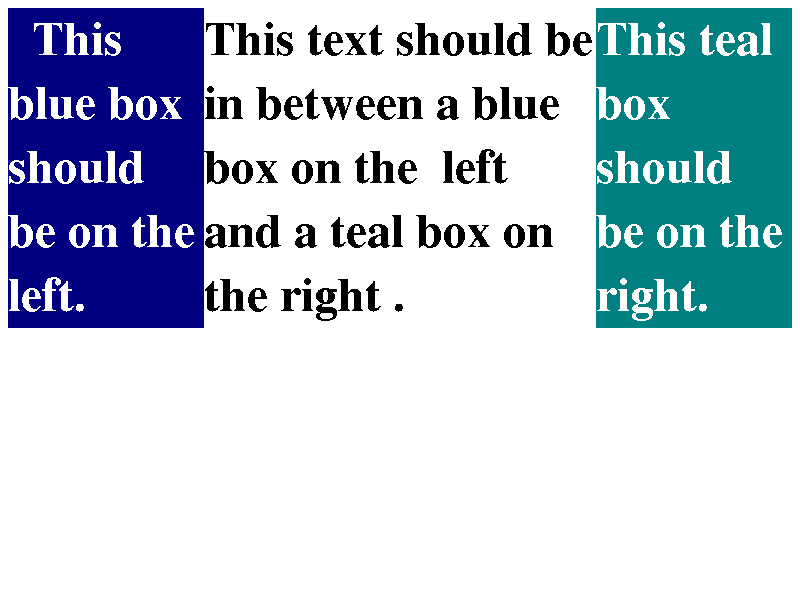 This
blue box
should
be on the
left.
This text should be
in between a blue
box on the  left
and a teal box on
the right .
This teal
box
should
be on the
right.